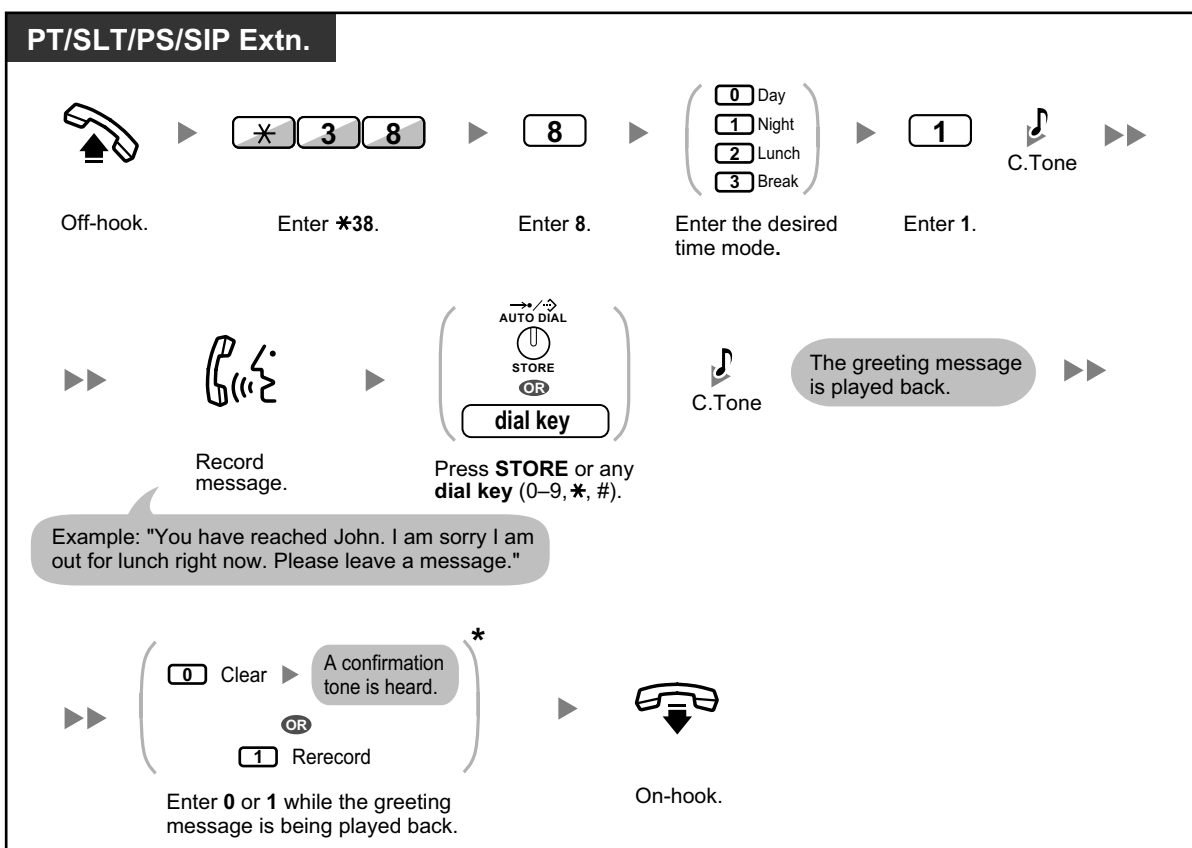 PT/SLT/PS/SIP Extn.
✳ 3 8
8
0 Day
1 Night
2 Lunch
3 Break
1
C.Tone
Off-hook.
Enter ✳38.
Enter 8.
Enter the desired
time mode.
Enter 1.
AUTO DIAL
STORE
OR
dial key
C.Tone
The greeting message
is played back.
Record
message.
Press STORE or any
dial key (0–9, ✳, #).
Example: "You have reached John. I am sorry I am
out for lunch right now. Please leave a message."
*
0 Clear
A confirmation
tone is heard.
OR
1 Rerecord
Enter 0 or 1 while the greeting
message is being played back.
On-hook.